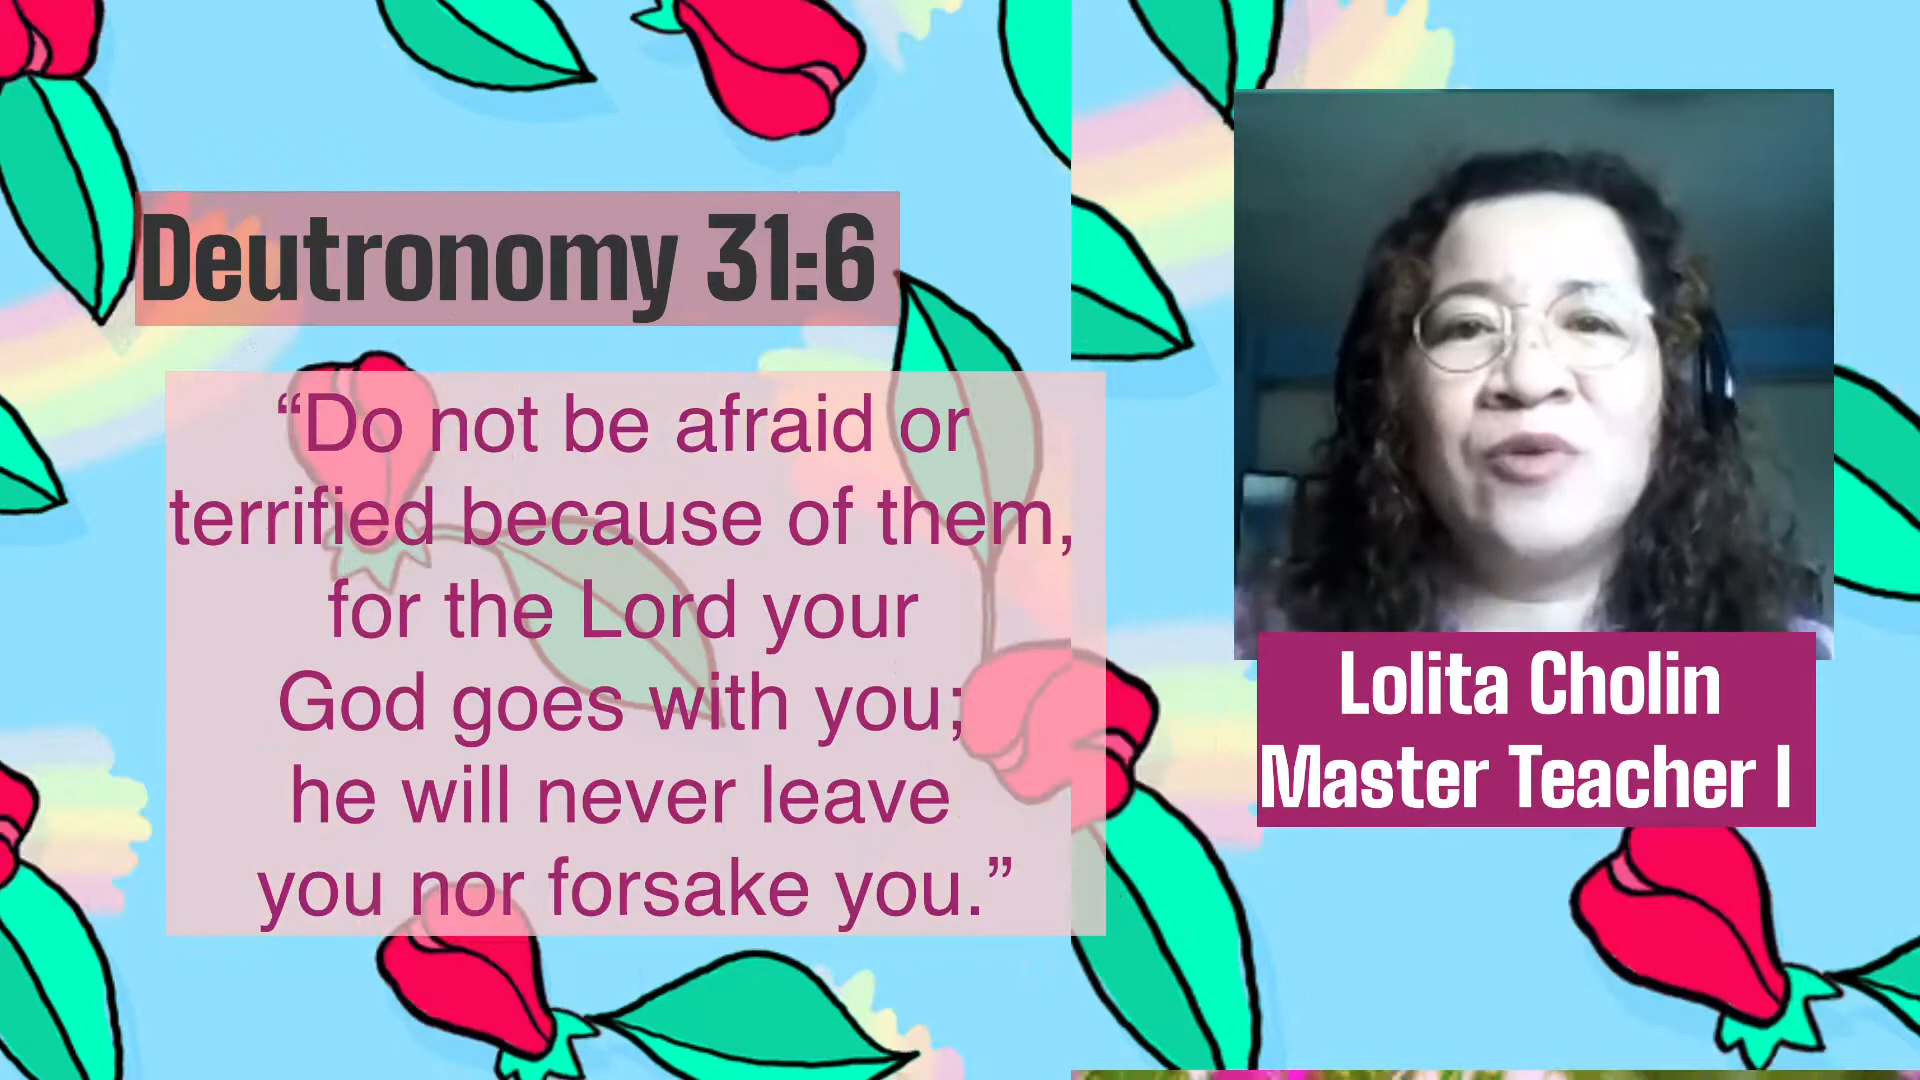 Deutronomy 31:6
“Do not be afraid or
terrified because of them,
for the Lord your
God goes with you;
he will never leave
you nor forsake you.”
Lolita Cholin
Master Teacher I